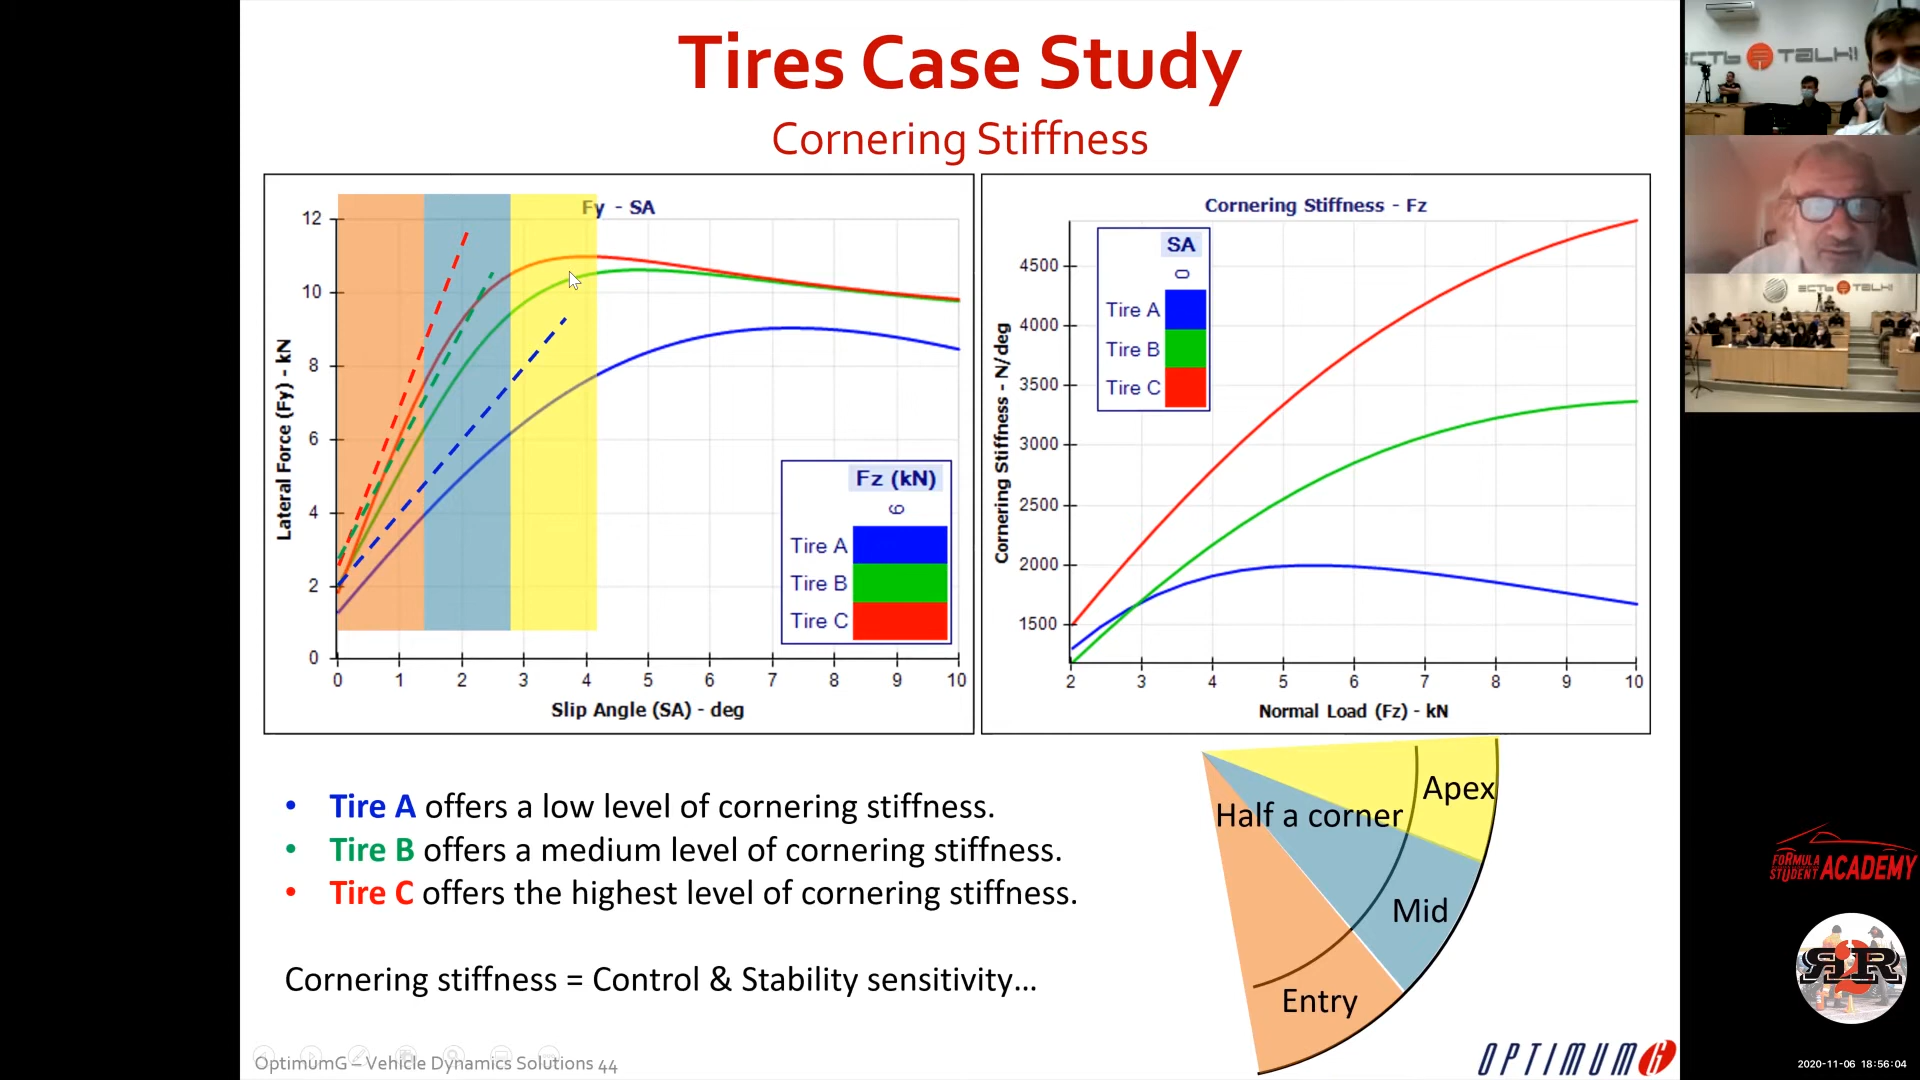 Tires Case Study
Cornering Stiffness
Fy - SA
12
10
8
6
4
2
0
Lateral Force (Fy) - kN
0 1 2 3 4 5 6 7 8 9 10
Slip Angle (SA) - deg
Fz (kN)
6
Tire A
Tire B
Tire C
Cornering Stiffness - Fz
4500
4000
3500
3000
2500
2000
1500
Cornering Stiffness - N/deg
2 3 4 5 6 7 8 9 10
Normal Load (Fz) - kN
SA
0
Tire A
Tire B
Tire C
• Tire A offers a low level of cornering stiffness.
• Tire B offers a medium level of cornering stiffness.
• Tire C offers the highest level of cornering stiffness.
Cornering stiffness = Control & Stability sensitivity...
Half a corner
Apex
Mid
Entry
OptimumG – Vehicle Dynamics Solutions 44
OPTIMUM G
ЕСТЬ TALK!
ЕСТЬ TALK!
FORMULA STUDENT ACADEMY
R2R
2020-11-06 18:56:04